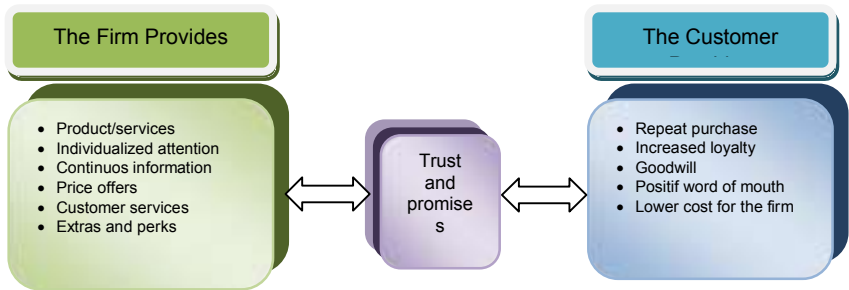 The Firm Provides
The Customer
• Product/services
• Individualized attention
• Continuos information
• Price offers
• Customer services
• Extras and perks
Trust
and
promise
s
• Repeat purchase
• Increased loyalty
• Goodwill
• Positif word of mouth
• Lower cost for the firm